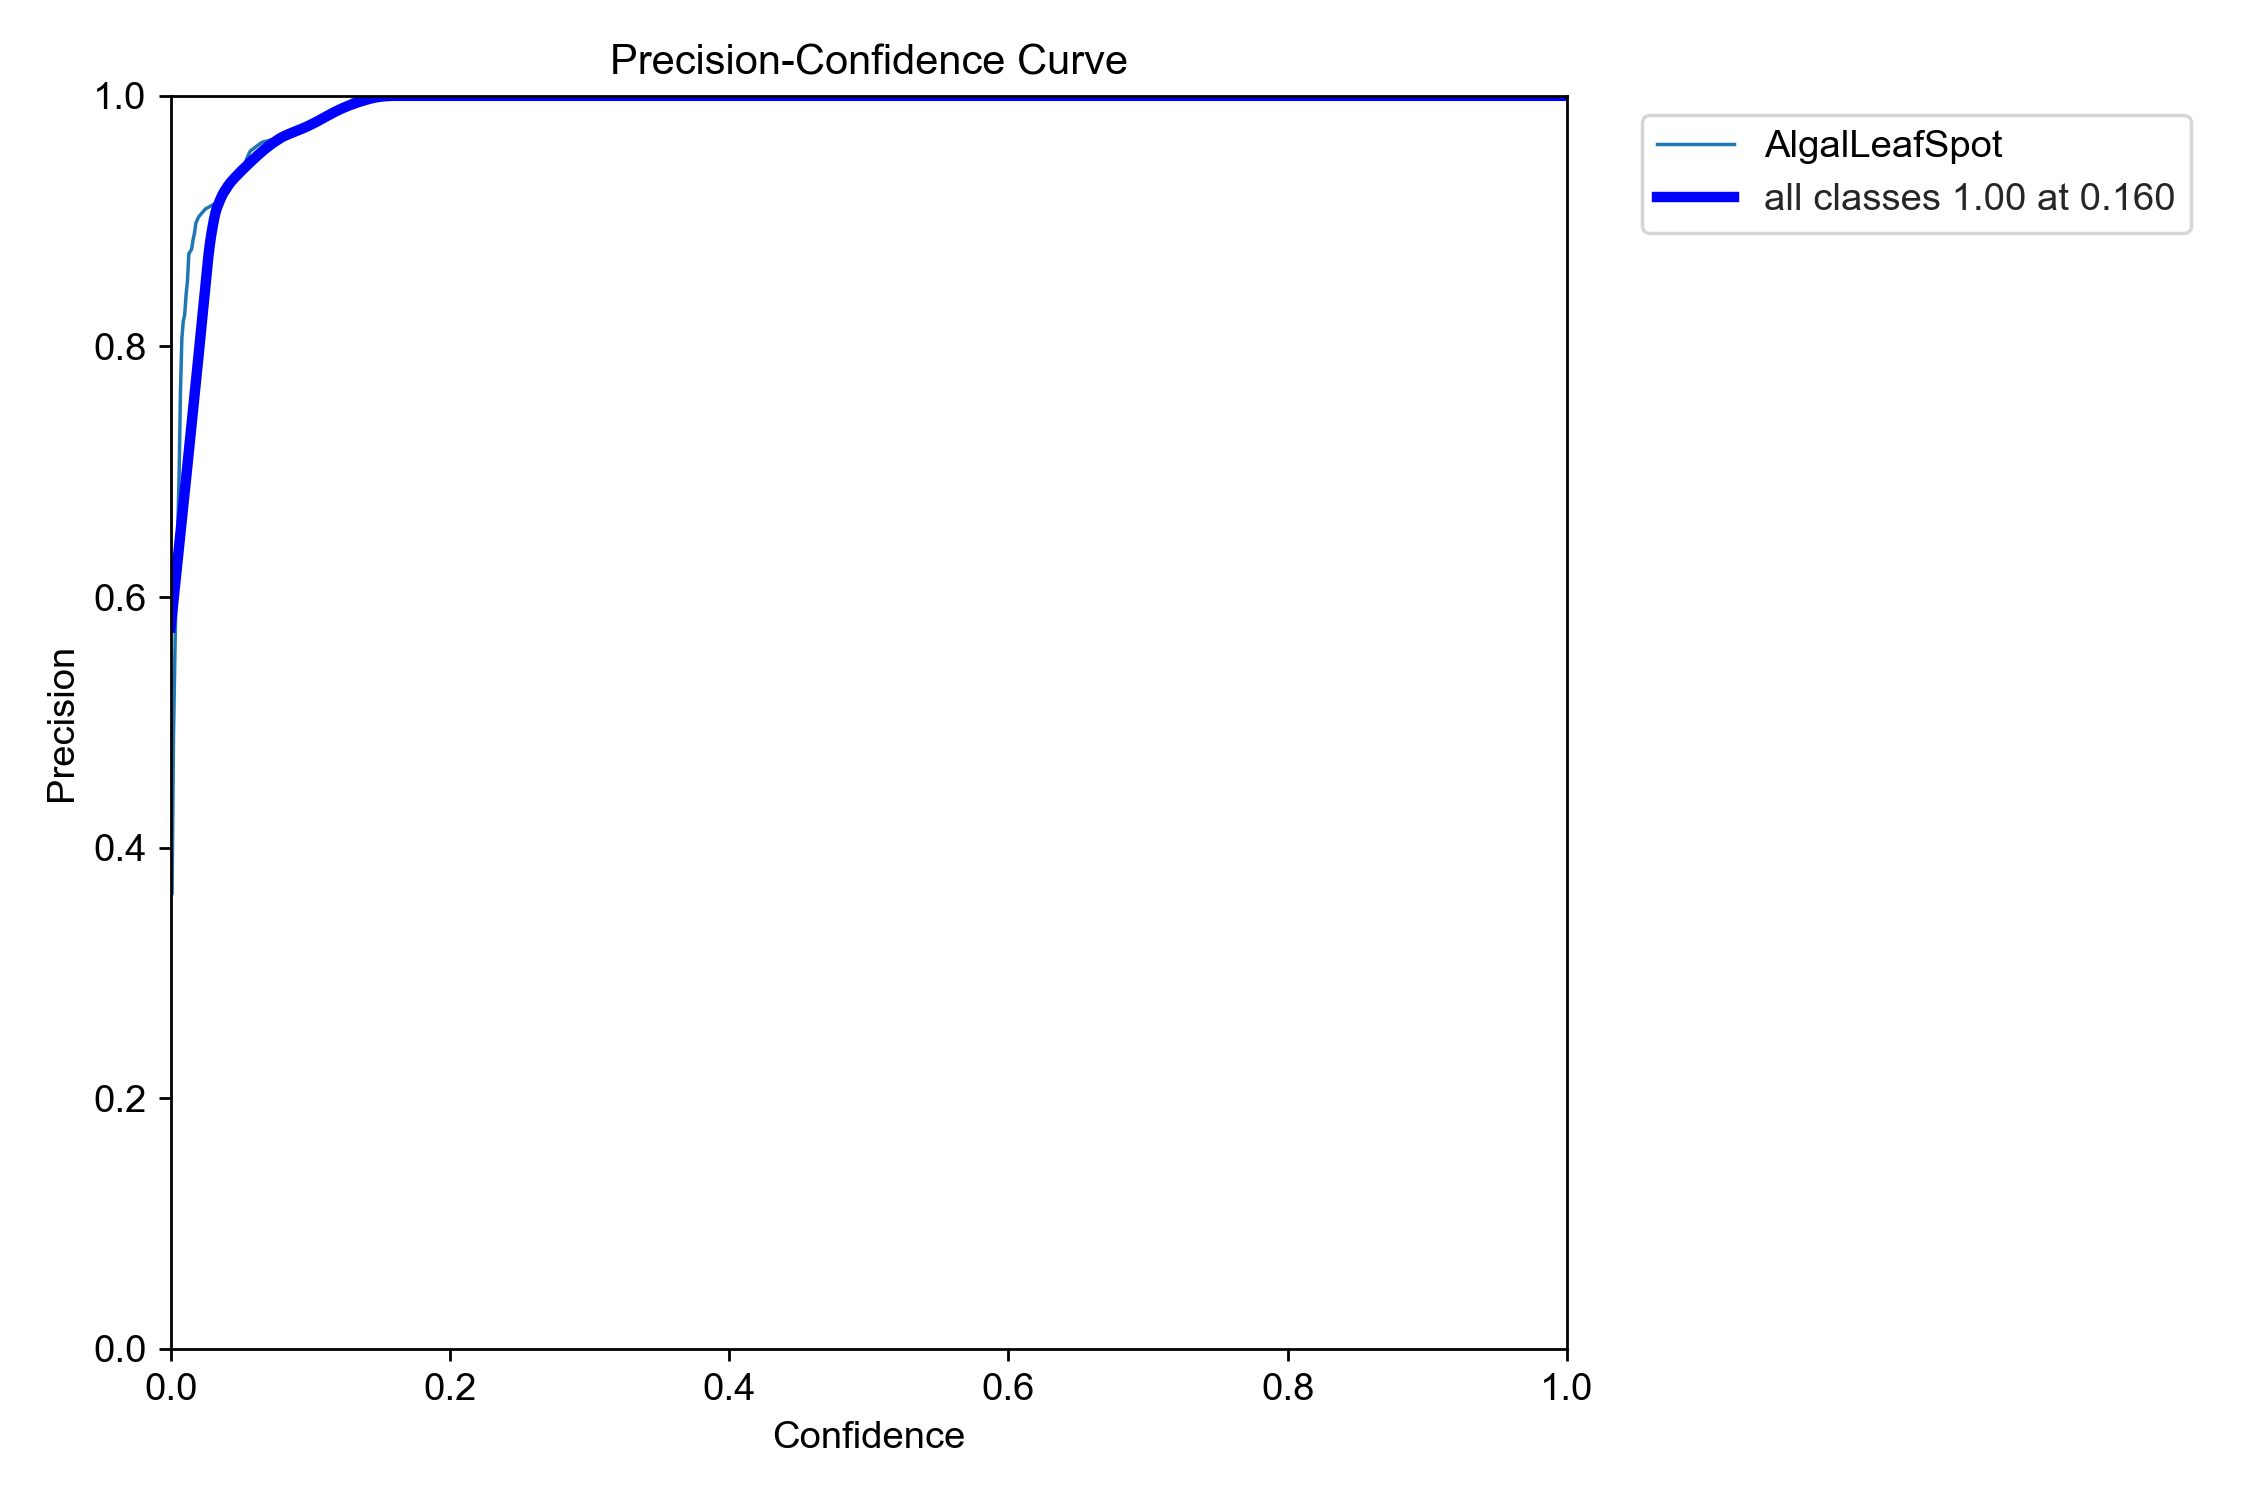 Precision-Confidence Curve
1.0
0.8
0.6
0.4
0.2
0.0
Precision
0.0 0.2 0.4 0.6 0.8 1.0
Confidence
AlgalLeafSpot
all classes 1.00 at 0.160